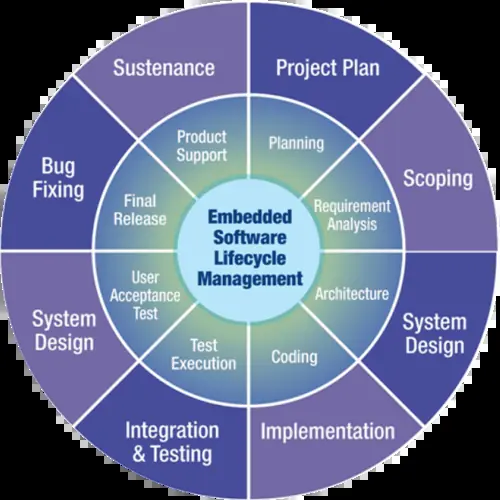 Sustenance
Project Plan
Product
Support
Planning
Bug
Fixing
Scoping
Final
Release
Requirement
Analysis
Embedded
Software
Lifecycle
Management
User
Acceptance
Test
Architecture
System
Design
System
Design
Test
Execution
Coding
Integration
& Testing
Implementation